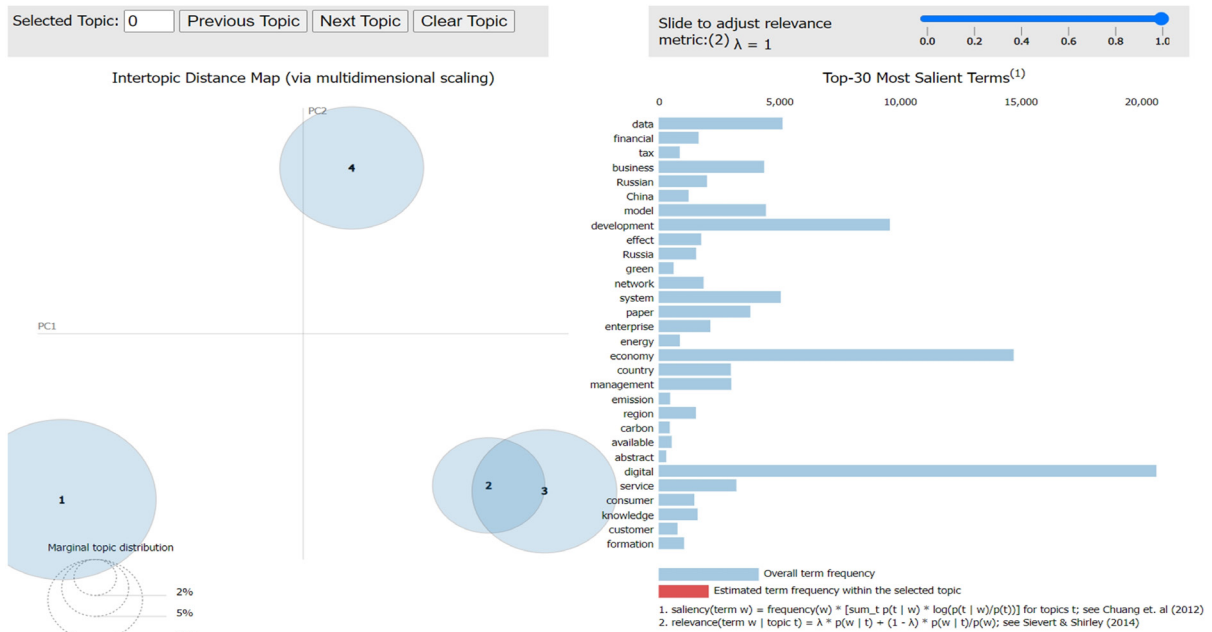 Selected Topic: 0 Previous Topic Next Topic Clear Topic
Slide to adjust relevance
metric:(2) λ = 1
0.0 0.2 0.4 0.6 0.8 1.0
Intertopic Distance Map (via multidimensional scaling)
PC2
PC1
4
1
2
3
Marginal topic distribution
2%
5%
Top-30 Most Salient Terms(1)
0 5,000 10,000 15,000 20,000
data
financial
tax
business
Russian
China
model
development
effect
Russia
green
network
system
paper
enterprise
energy
economy
country
management
emission
region
carbon
available
abstract
digital
service
consumer
knowledge
customer
formation
Overall term frequency
Estimated term frequency within the selected topic
1. saliency(term w) = frequency(w) * [sum_t p(t | w) * log(p(t | w)/p(t))] for topics t; see Chuang et. al (2012)
2. relevance(term w | topic t) = λ * p(w | t) + (1 - λ) * p(w | t)/p(w); see Sievert & Shirley (2014)